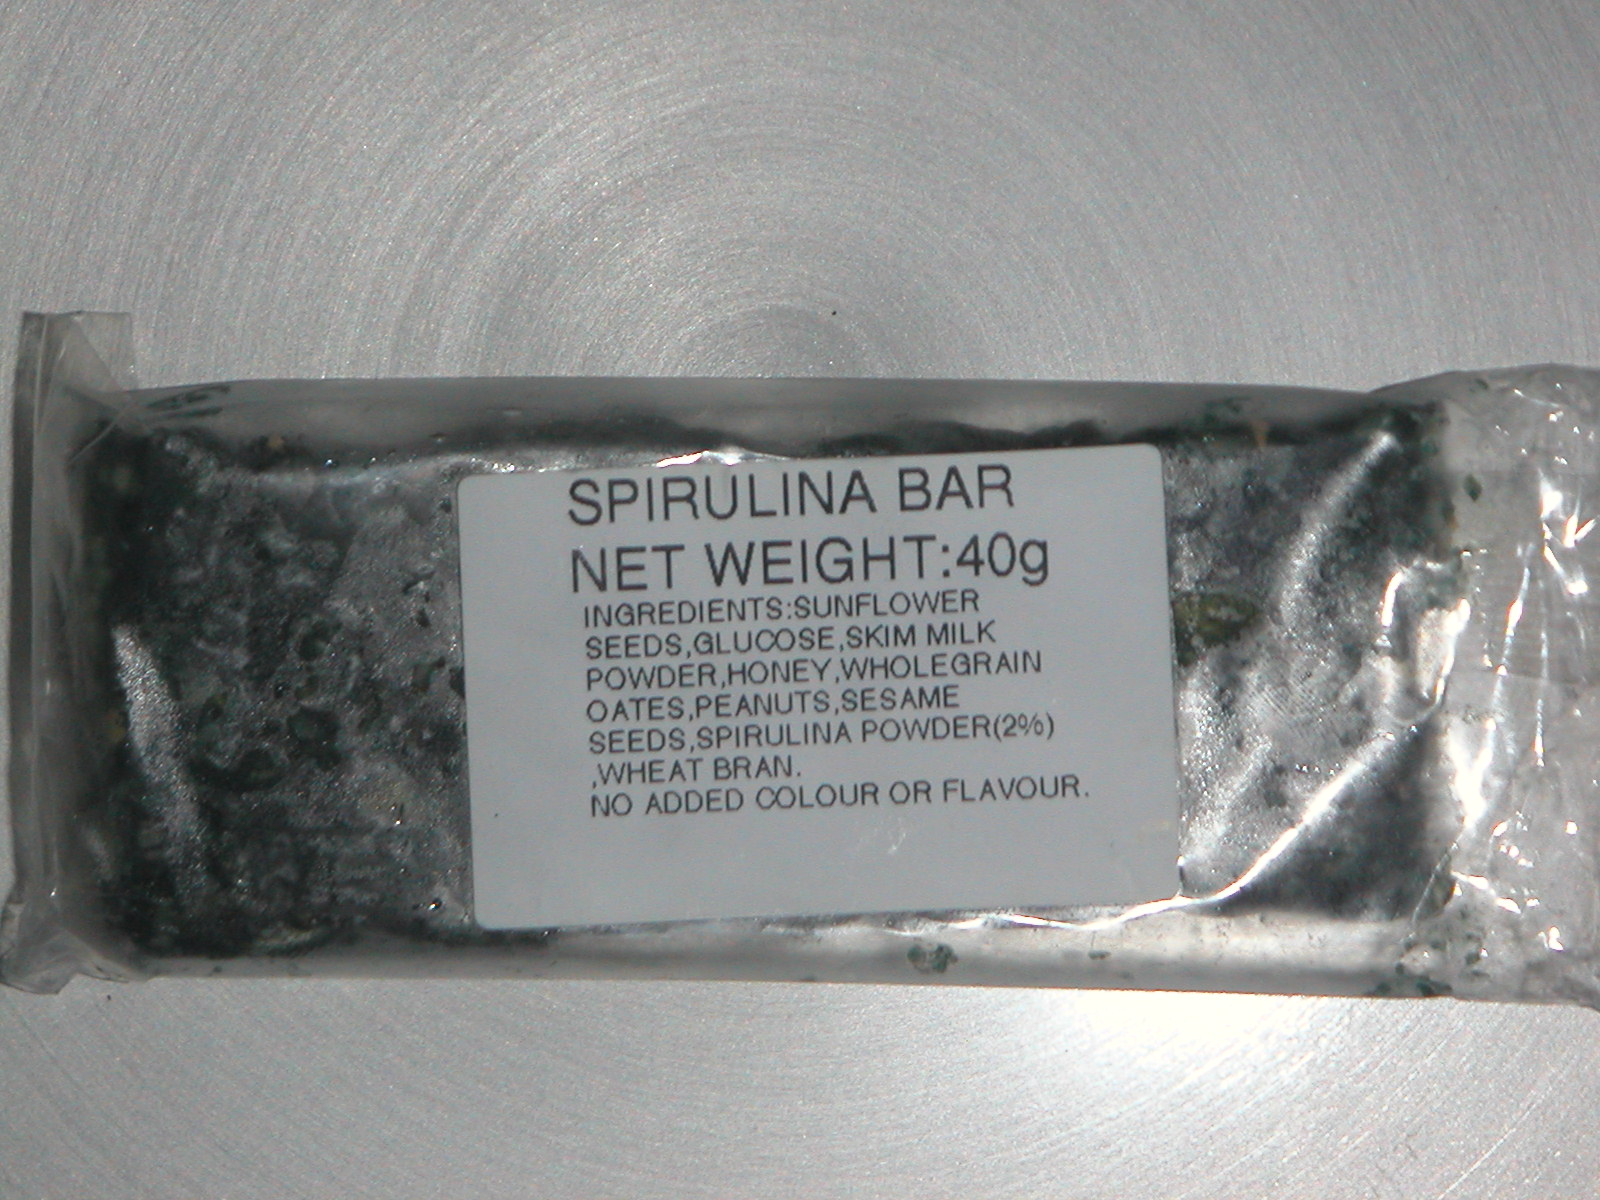 SPIRULINA BAR
NET WEIGHT:40g
INGREDIENTS:SUNFLOWER
SEEDS,GLUCOSE,SKIM MILK
POWDER,HONEY,WHOLEGRAIN
OATES,PEANUTS,SESAME
SEEDS,SPIRULINA POWDER(2%)
,WHEAT BRAN.
NO ADDED COLOUR OR FLAVOUR.